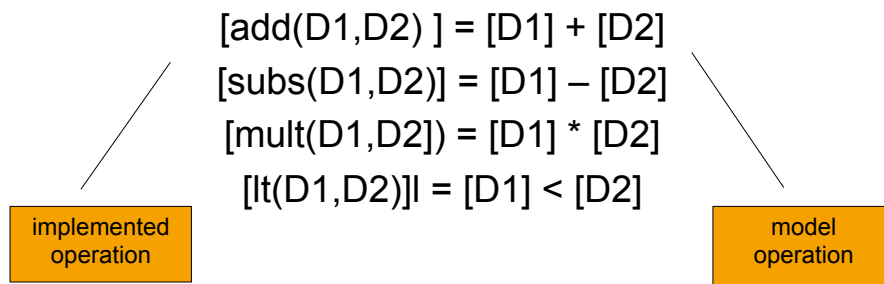 [add(D1,D2) ] = [D1] + [D2]
[subs(D1,D2)] = [D1] – [D2]
[mult(D1,D2]) = [D1] * [D2]
[lt(D1,D2)]l = [D1] < [D2]
implemented
operation
model
operation